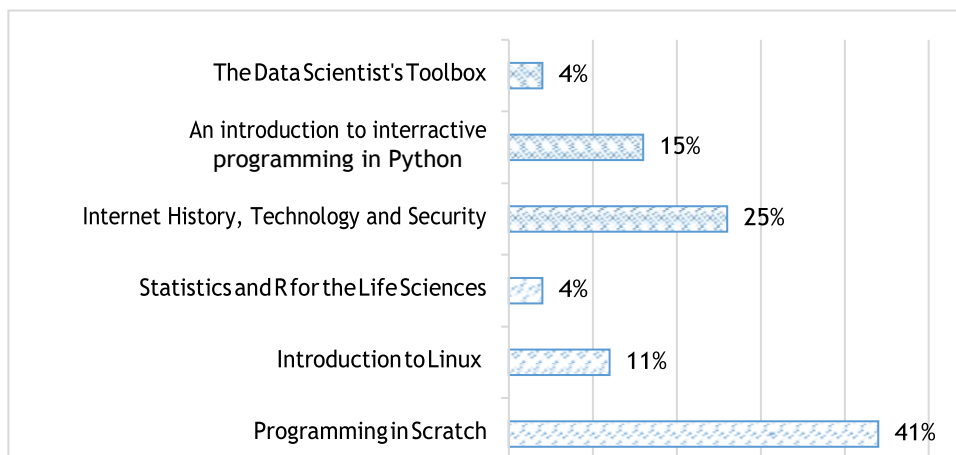 The Data Scientist's Toolbox
4%
An introduction to interractive
programming in Python
15%
Internet History, Technology and Security
25%
Statistics and R for the Life Sciences
4%
Introduction to Linux
11%
Programming in Scratch
41%